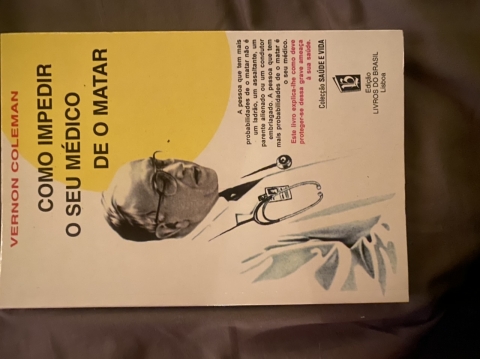 VERNON COLEMAN
COMO IMPEDIR
O SEU MÉDICO
DE O MATAR
A pessoa que tem mais
probabilidades de o matar não é
um ladrão, um assaltante, um
parente alienado ou um condutor
embriagado. A pessoa que tem
mais probabilidades de o matar é
o seu médico.
Este livro explica-lhe como deve
proteger-se dessa grave ameaça
à sua saúde.
Colecção SAÚDE E VIDA
Edição
LIVROS DO BRASIL
Lisboa